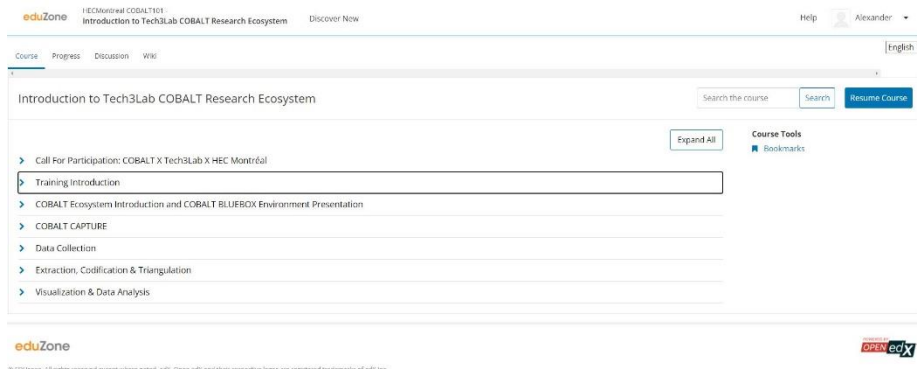 eduZone
HECMontreal COBALT101
Introduction to Tech3Lab COBALT Research Ecosystem
Discover New
Help
Alexander
English
Course Progress Discussion Wiki
Introduction to Tech3Lab COBALT Research Ecosystem
Search the course
Search
Resume Course
Expand All
Course Tools
Bookmarks
Call For Participation: COBALT X Tech3Lab X HEC Montréal
Training Introduction
COBALT Ecosystem Introduction and COBALT BLUEBOX Environment Presentation
COBALT CAPTURE
Data Collection
Extraction, Codification & Triangulation
Visualization & Data Analysis
eduZone
POWERED BY
OPEN edX